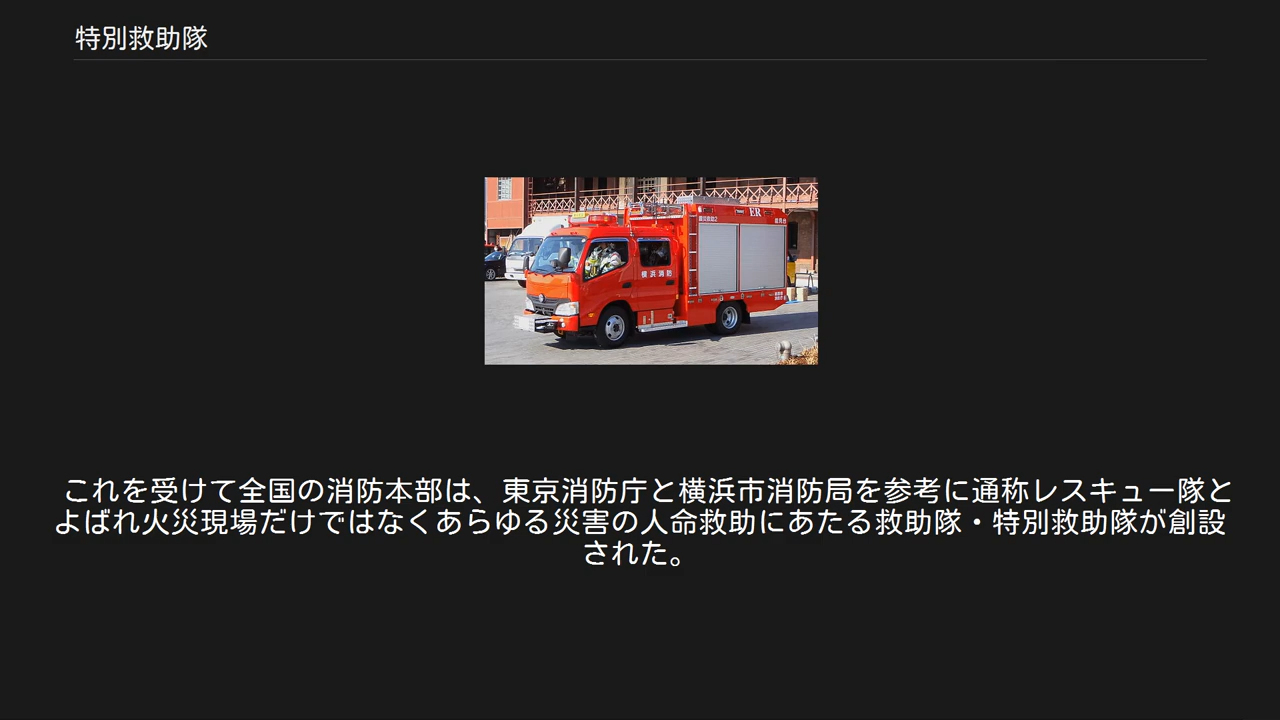 特別救助隊
ER
横浜消防
これを受けて全国の消防本部は、東京消防庁と横浜市消防局を参考に通称レスキュー隊と
よばれ火災現場だけではなくあらゆる災害の人命救助にあたる救助隊・特別救助隊が創設
された。